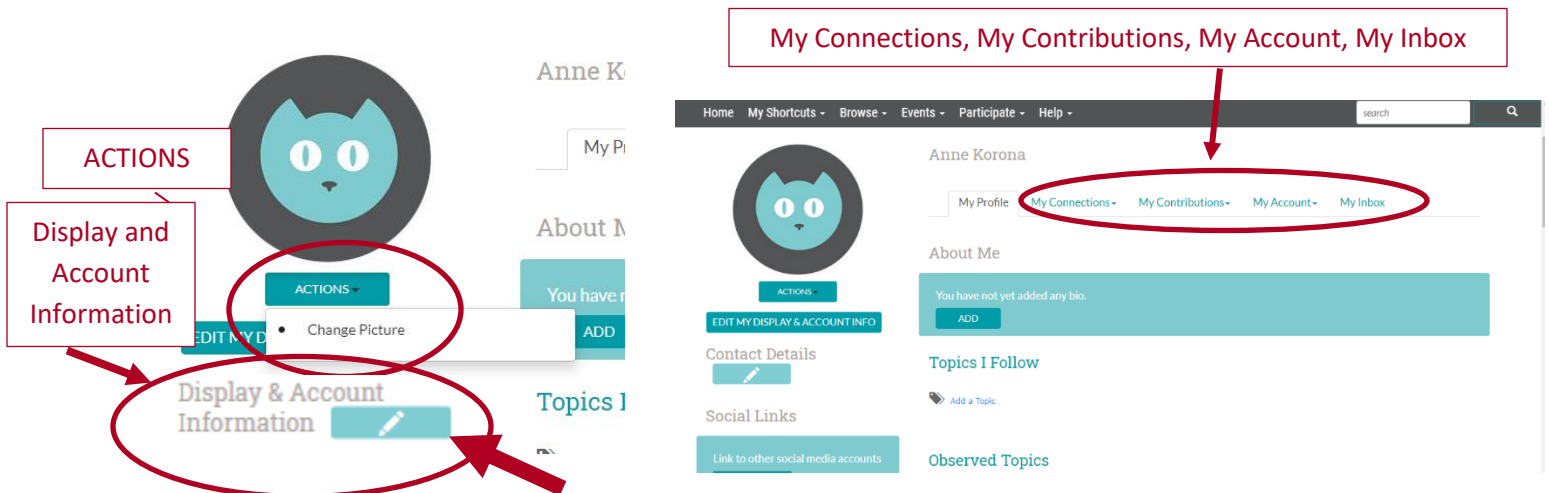 My Connections, My Contributions, My Account, My Inbox
ACTIONS
Display and
Account
Information
Anne K
My P
About
ACTIONS
You have
Change Picture
EDIT MY D
ADD
Display & Account
Information
Topics
Home My Shortcuts Browse Events Participate Help
search
Anne Korona
My Profile My Connections My Contributions My Account My Inbox
About Me
ACTIONS
You have not yet added any bio.
ADD
EDIT MY DISPLAY & ACCOUNT INFO
Contact Details
Topics I Follow
Add a Topic
Social Links
Link to other social media accounts
Observed Topics